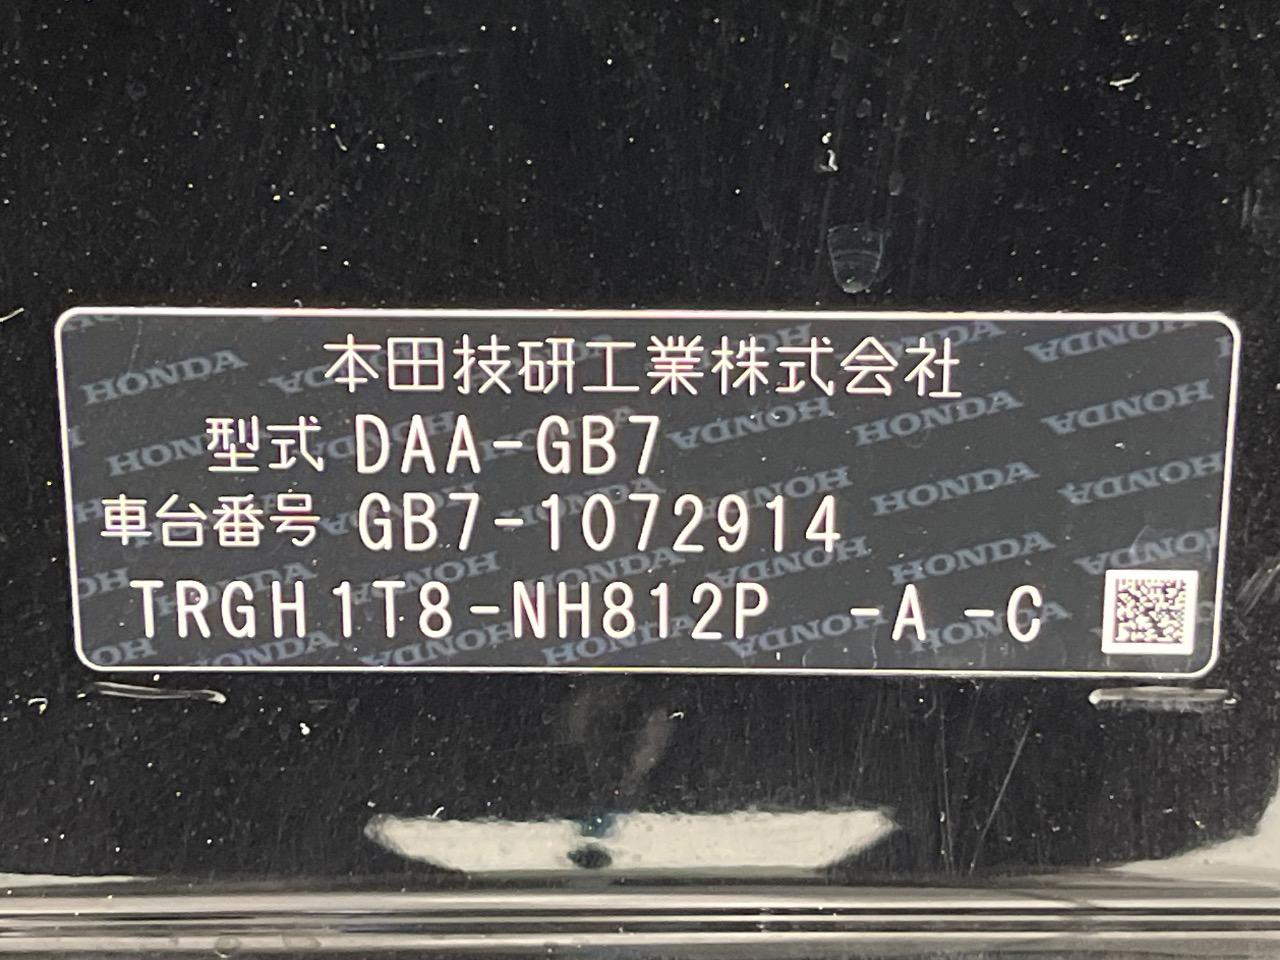 本田技研工業株式会社
型式 DAA-GB7
車台番号 GB7-1072914
TRGH1T8-NH812P -A -C